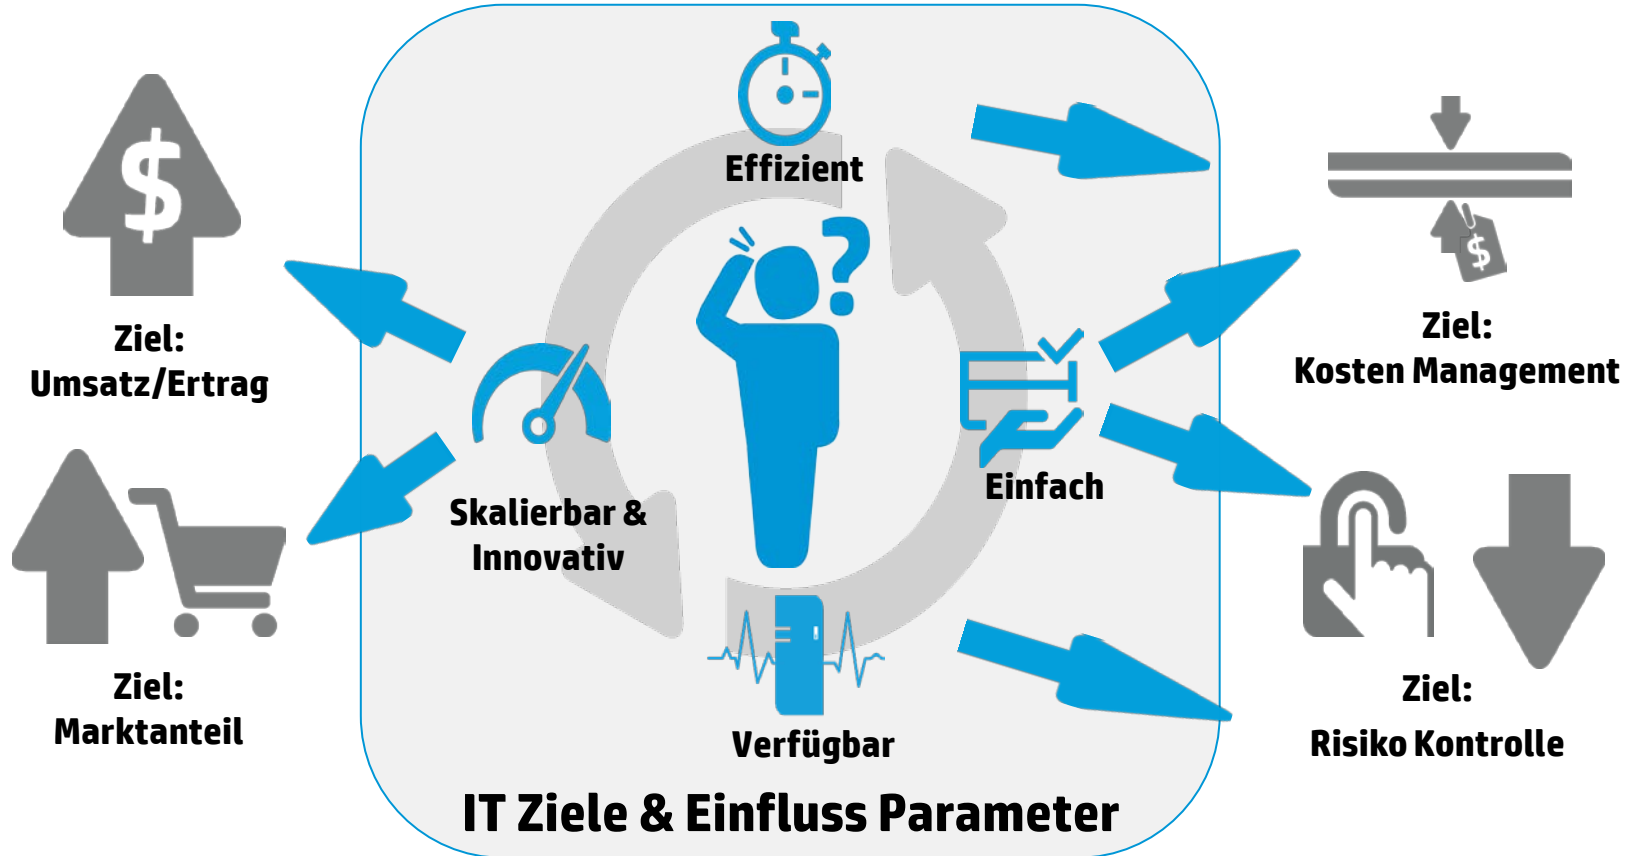 Effizient
$
Ziel:
Umsatz/Ertrag
?
$
Ziel:
Kosten Management
Skalierbar &
Innovativ
Einfach
Ziel:
Marktanteil
Verfügbar
Ziel:
Risiko Kontrolle
IT Ziele & Einfluss Parameter